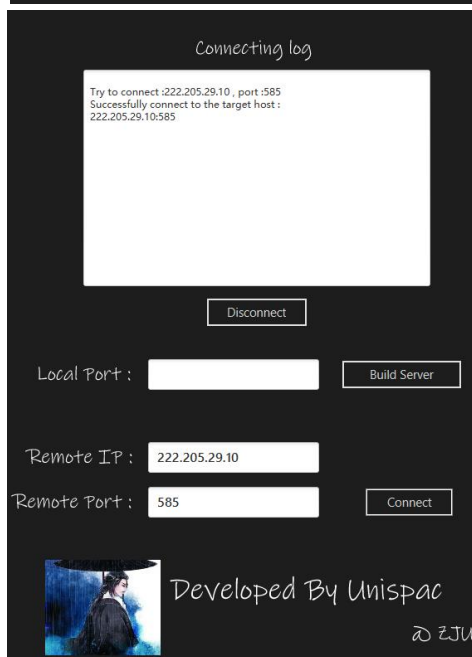 Connecting log
Try to connect :222.205.29.10 , port :585
Successfully connect to the target host :
222.205.29.10:585
Disconnect
Local Port :
Build Server
Remote IP : 222.205.29.10
Remote Port : 585
Connect
Developed By Unispac
@ ZJU